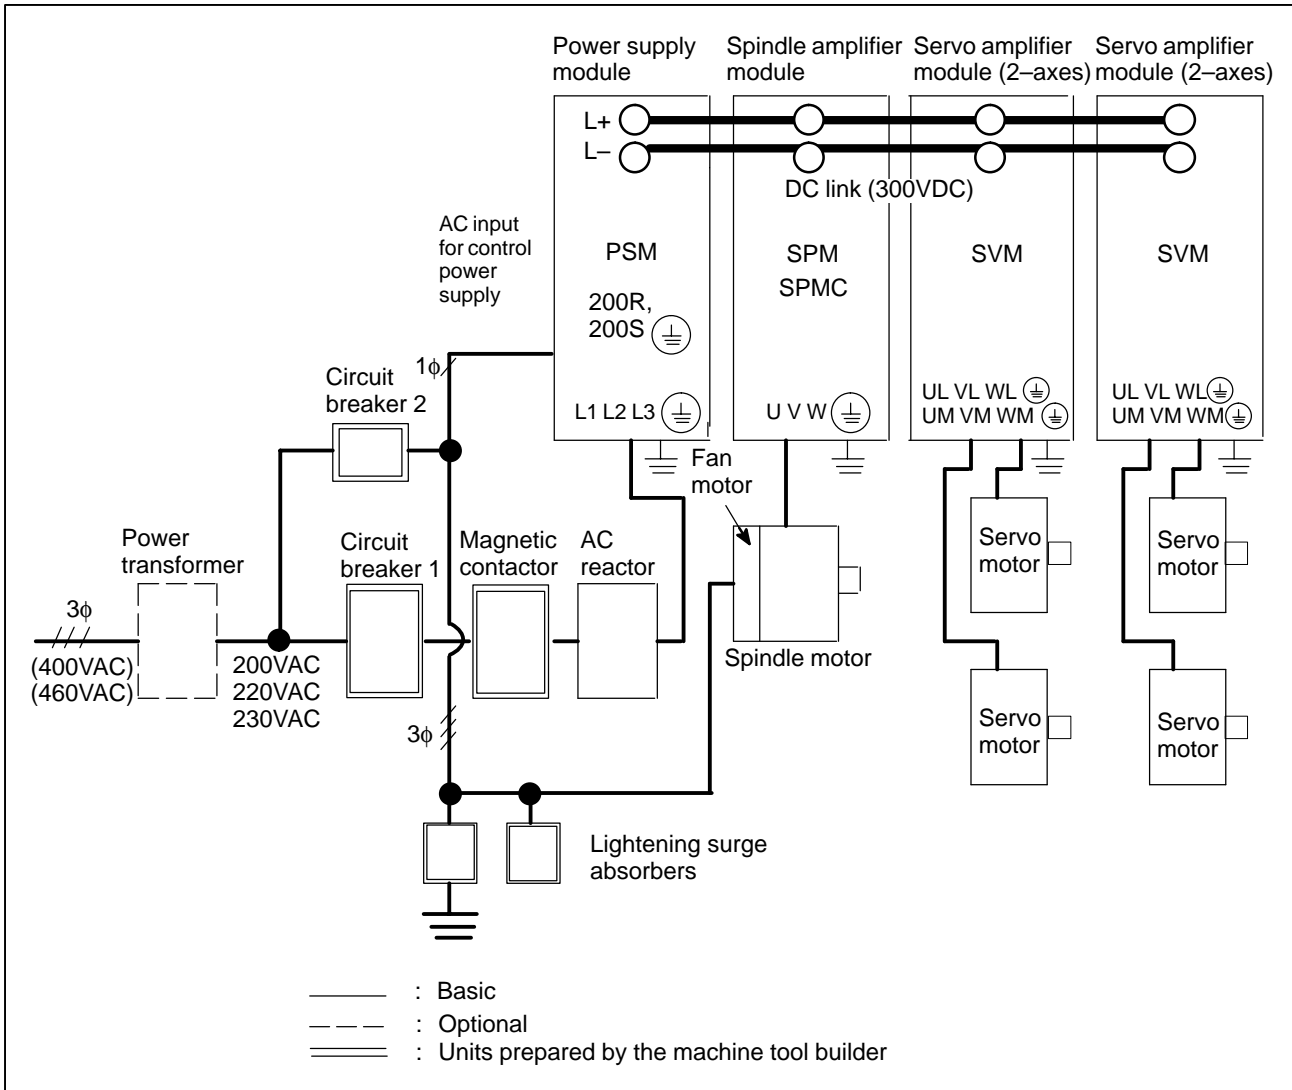 Power supply
module
Spindle amplifier
module
Servo amplifier
module (2–axes)
Servo amplifier
module (2–axes)
L+
L–
DC link (300VDC)
AC input
for control
power
supply
PSM
200R,
200S
SPM
SPMC
SVM
SVM
1ϕ
Circuit
breaker 2
L1 L2 L3
U V W
UL VL WL
UM VM WM
UL VL WL
UM VM WM
Fan
motor
Power
transformer
Circuit
breaker 1
Magnetic
contactor
AC
reactor
Servo
motor
Servo
motor
3ϕ
(400VAC)
(460VAC)
200VAC
220VAC
230VAC
Spindle motor
3ϕ
Servo
motor
Servo
motor
Lightening surge
absorbers
: Basic
: Optional
: Units prepared by the machine tool builder